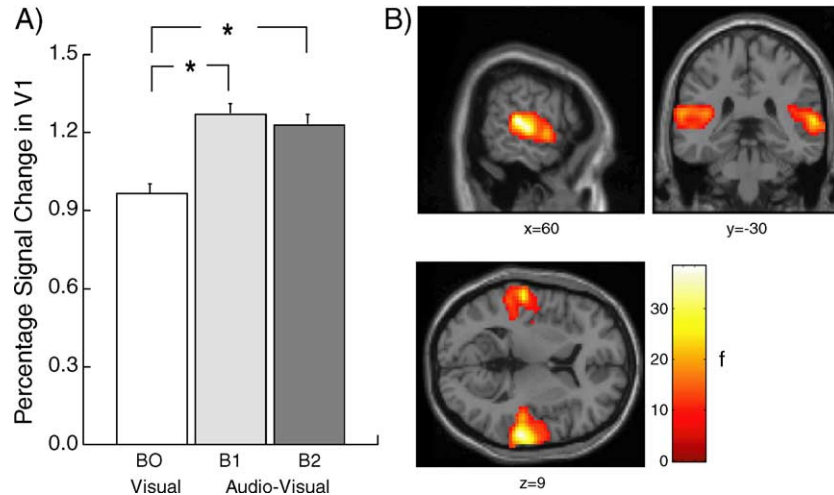 A)
Percentage Signal Change in V1
1.5
1.2
0.9
0.6
0.3
0.0
*
*
BO B1 B2
Visual Audio-Visual
B)
x=60 y=-30
z=9
30
20
10
0
f